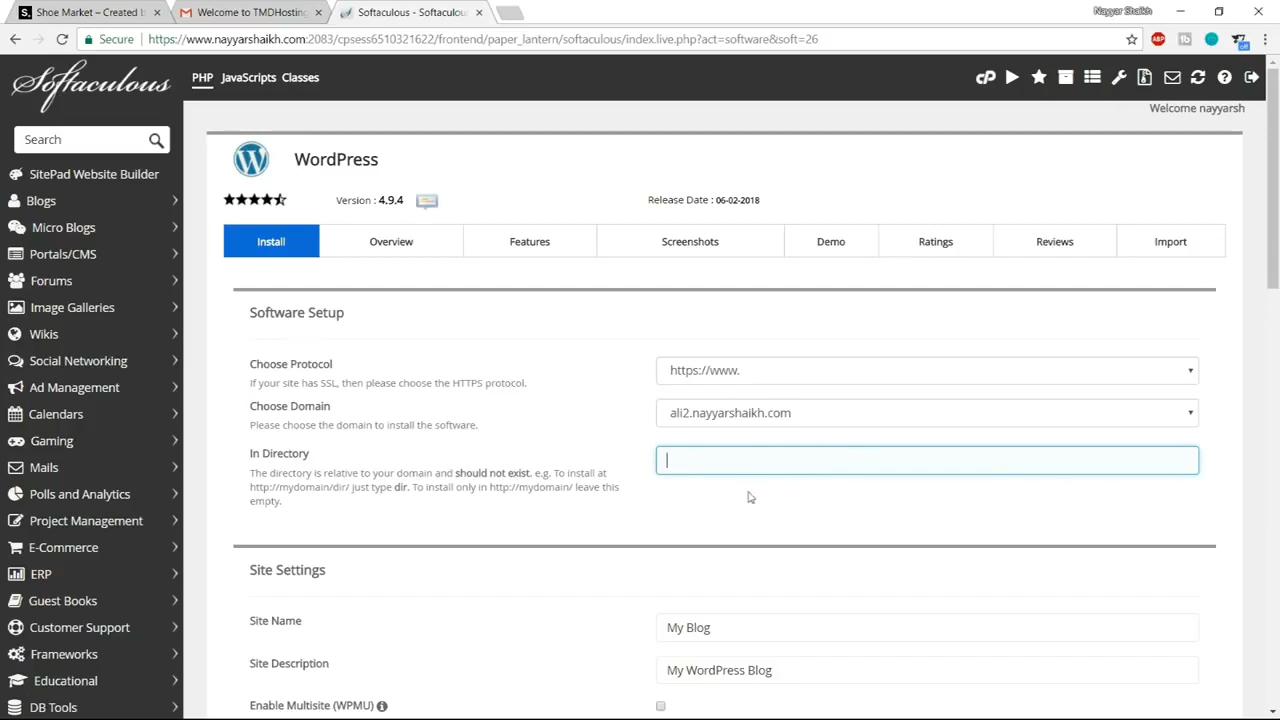 Shoe Market – Created b
Welcome to TMDHosting
Softaculous - Softaculou
Nayyar Shaikh
Secure
https://www.nayyarshaikh.com:2083/cpsess6510321622/frontend/paper_lantern/softaculous/index.live.php?act=software&soft=26
ABP
off
Softaculous
PHP JavaScripts Classes
cP
Welcome nayyarsh
Search
SitePad Website Builder
Blogs
Micro Blogs
Portals/CMS
Forums
Image Galleries
Wikis
Social Networking
Ad Management
Calendars
Gaming
Mails
Polls and Analytics
Project Management
E-Commerce
ERP
Guest Books
Customer Support
Frameworks
Educational
DB Tools
WordPress
Version : 4.9.4
Release Date : 06-02-2018
Install Overview Features Screenshots Demo Ratings Reviews Import
Software Setup
Choose Protocol
If your site has SSL, then please choose the HTTPS protocol.
https://www.
Choose Domain
Please choose the domain to install the software.
ali2.nayyarshaikh.com
In Directory
The directory is relative to your domain and should not exist. e.g. To install at
http://mydomain/dir/ just type dir. To install only in http://mydomain/ leave this
empty.
Site Settings
Site Name
My Blog
Site Description
My WordPress Blog
Enable Multisite (WPMU)